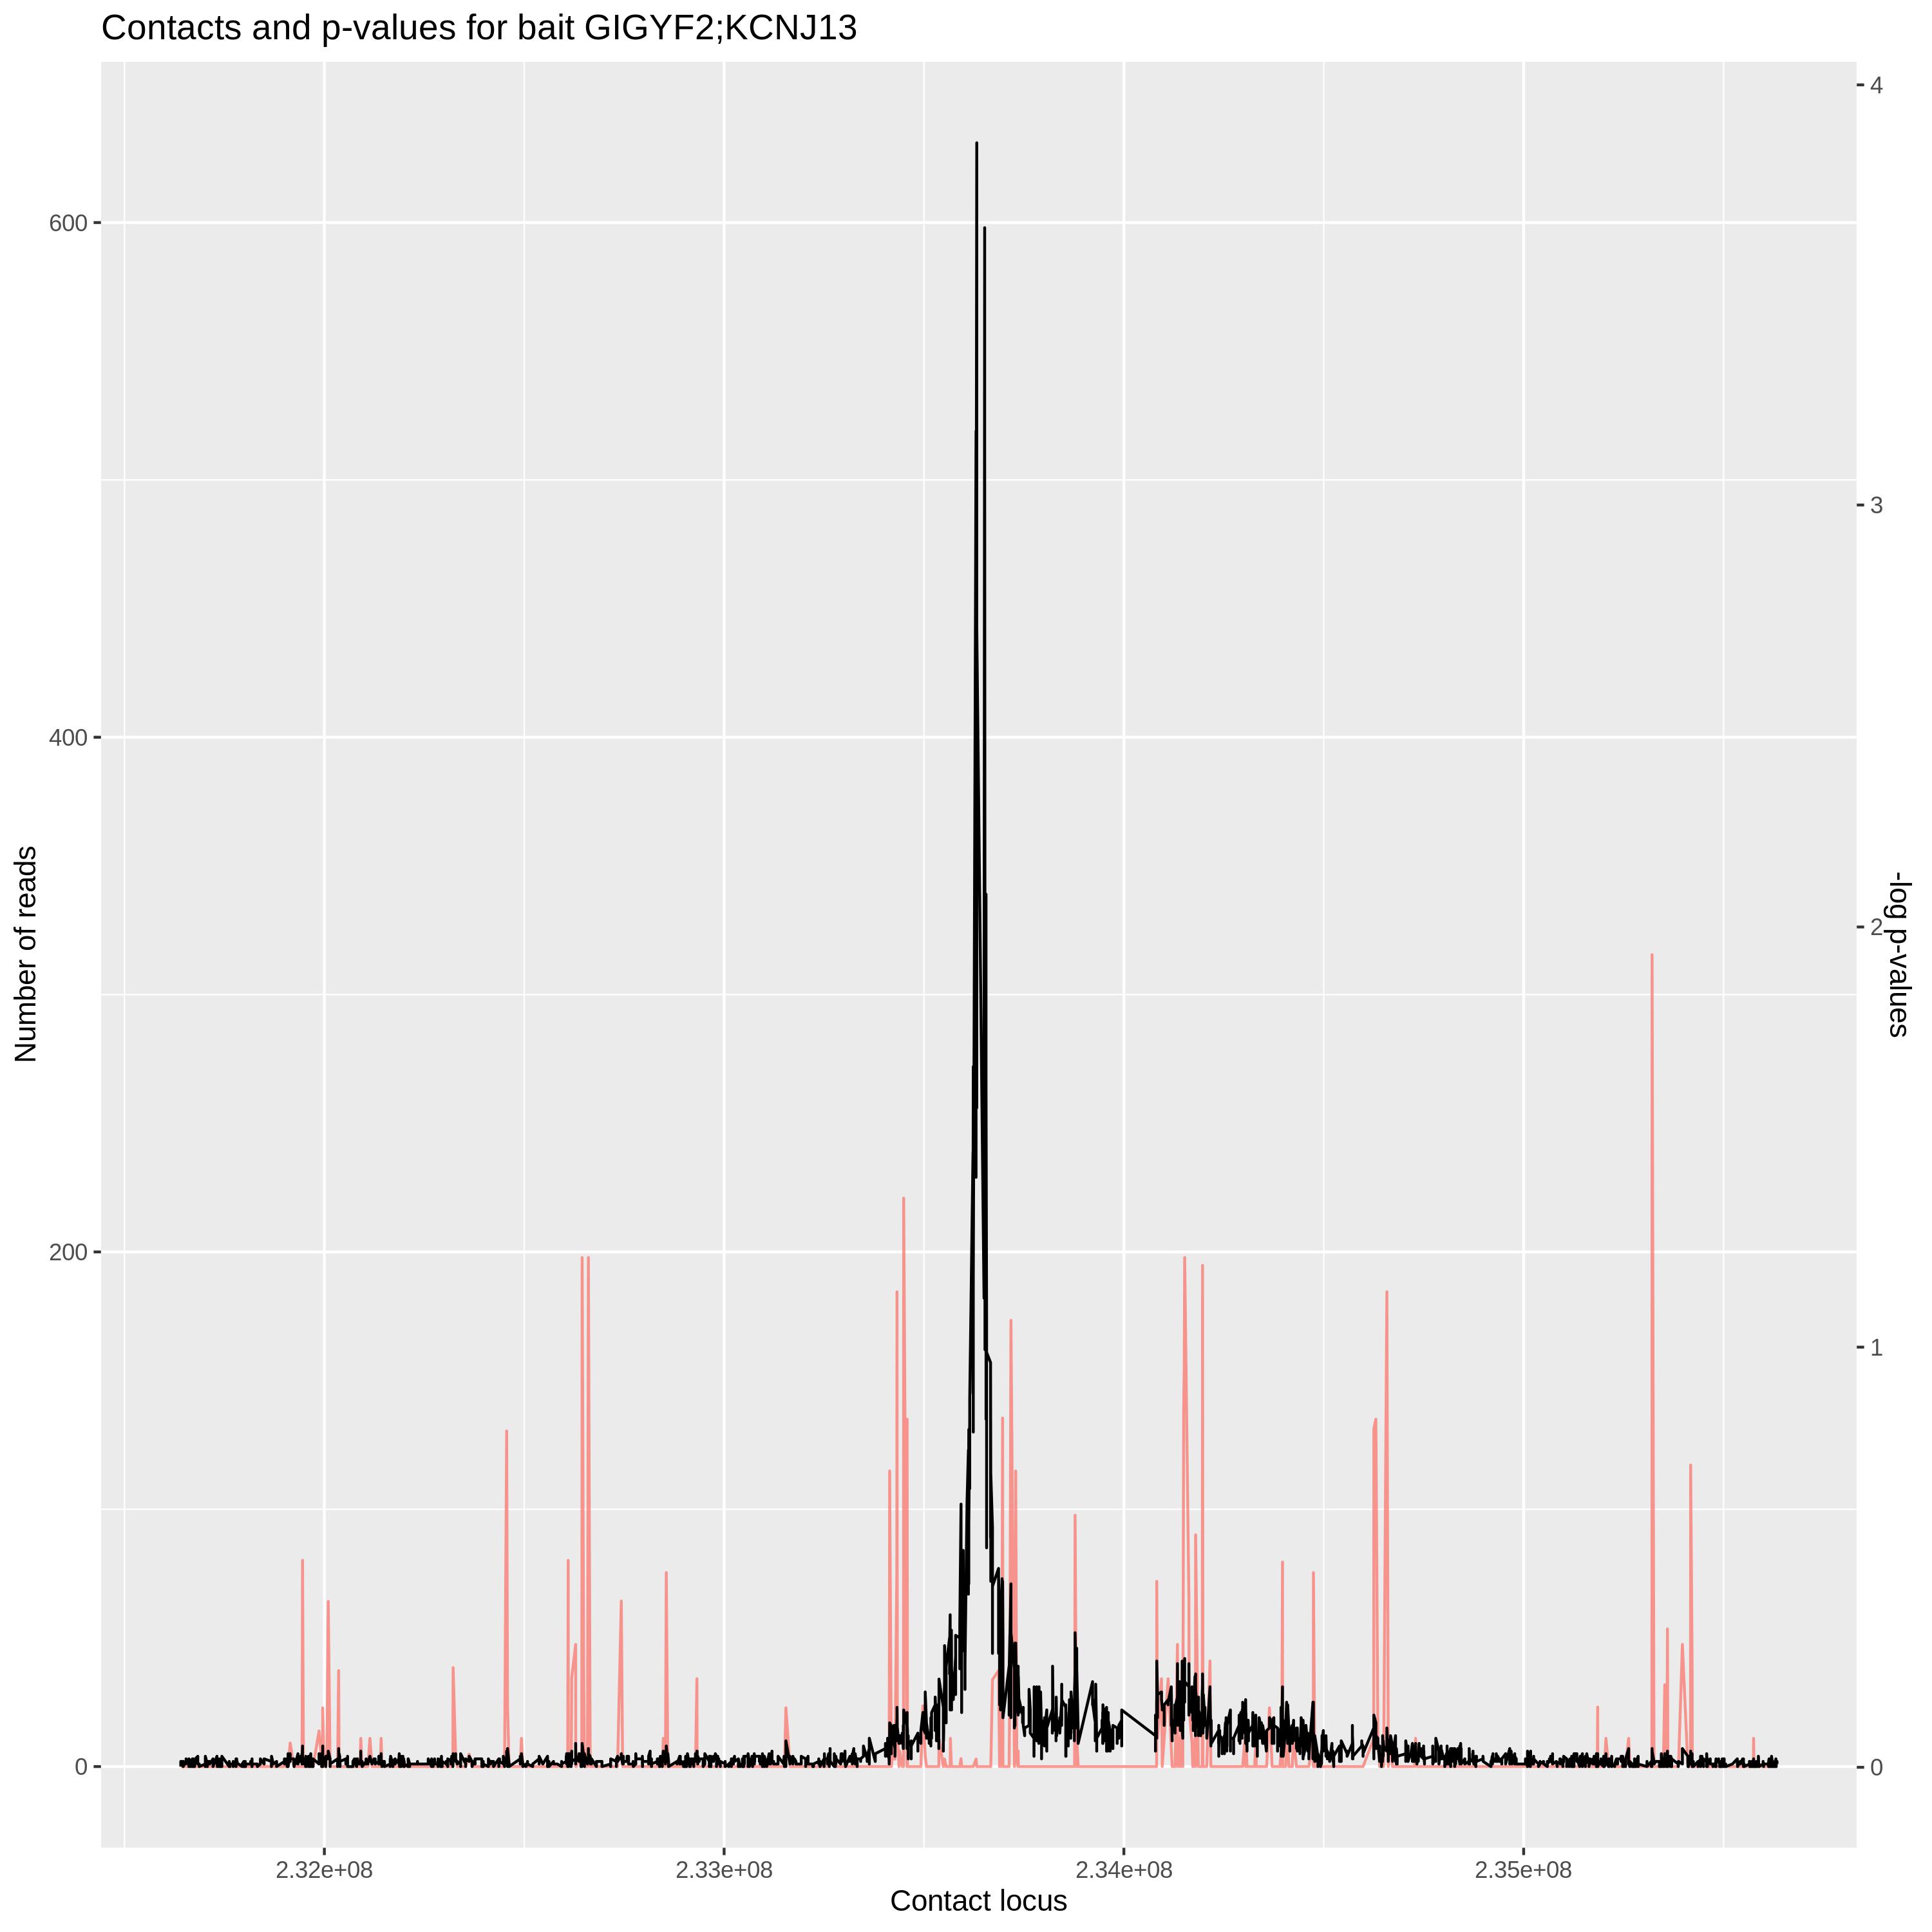 Contacts and p-values for bait GIGYF2;KCNJ13
4
600
3
400
Number of reads
2
-log p-values
200
1
0
0
2.32e+08
2.33e+08
2.34e+08
2.35e+08
Contact locus